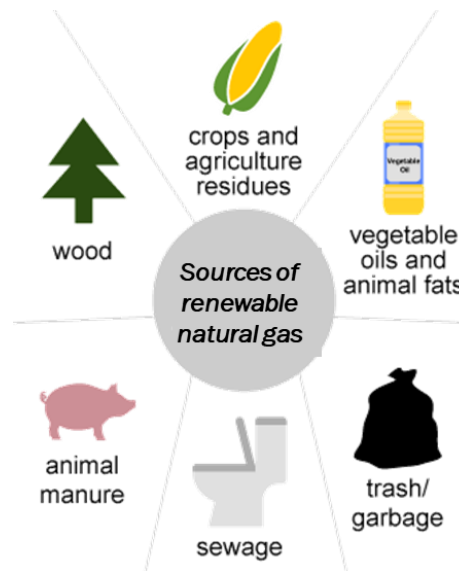 crops and
agriculture
residues
Vegetable
Oil
wood
vegetable
oils and
animal fats
Sources of
renewable
natural gas
animal
manure
sewage
trash/
garbage